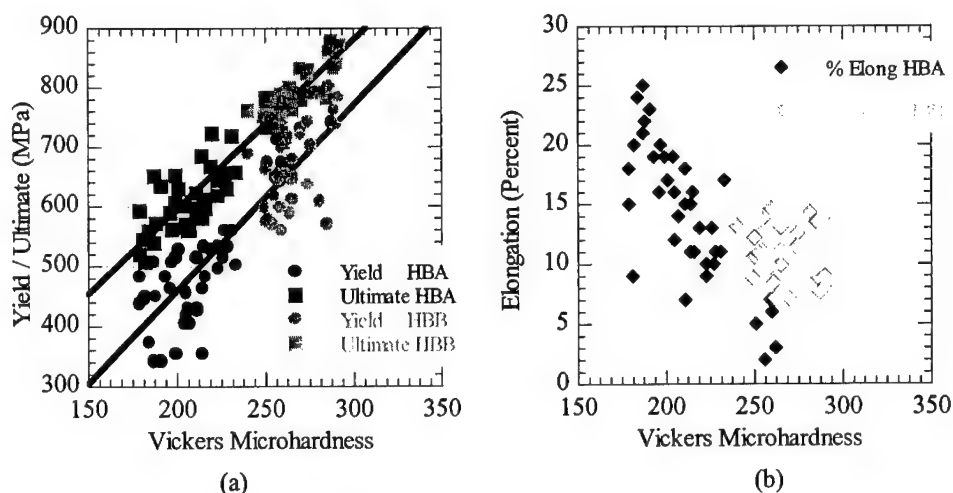 900
800
700
600
500
400
300
150 200 250 300 350
Yield / Ultimate (MPa)
Vickers Microhardness
Yield HBA
Ultimate HBA
Yield HBB
Ultimate HBB
(a)
30
25
20
15
10
5
0
150 200 250 300 350
Elongation (Percent)
Vickers Microhardness
% Elong HBA
(b)